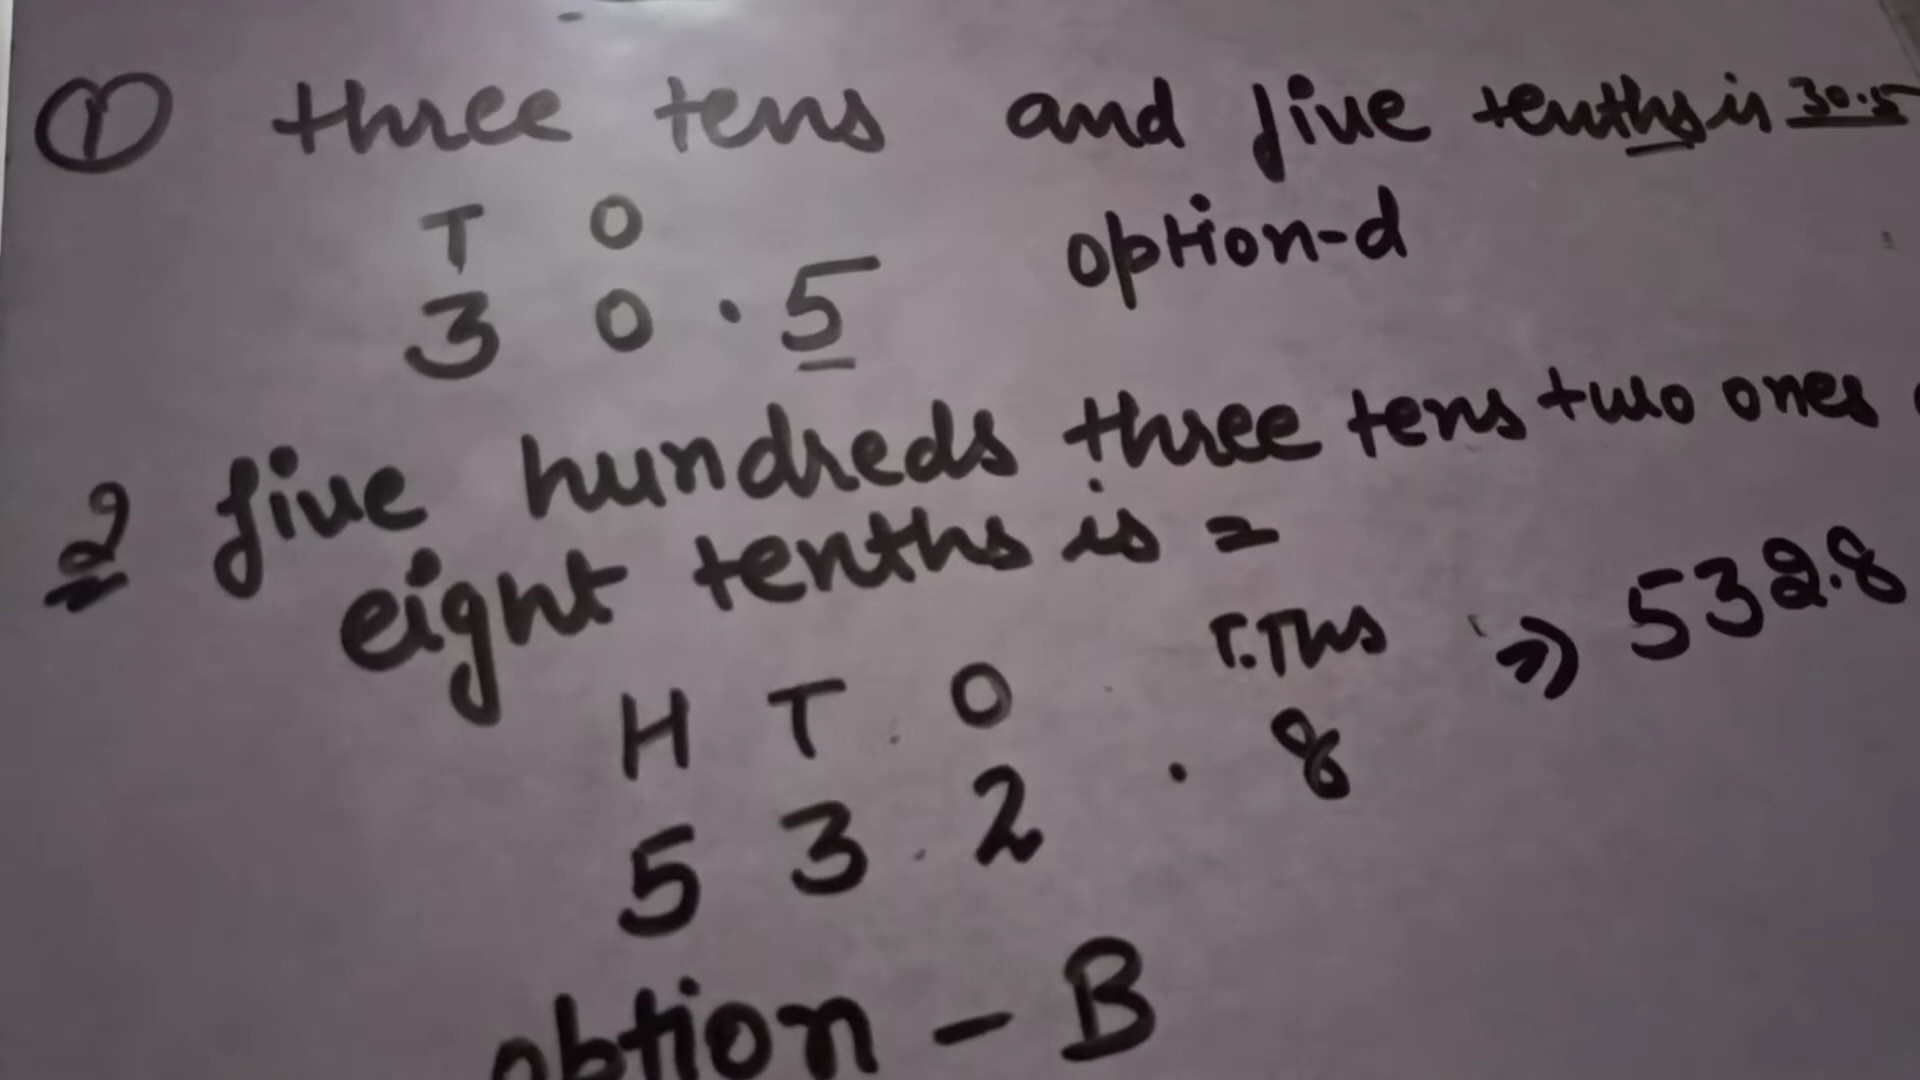 1 three tens and five tenths is 30.5
T O option-d
3 0 . 5
2 five hundreds three tens two ones
eight tenths is =
H T O T.Ths ⇒ 532.8
5 3 2 . 8
option - B